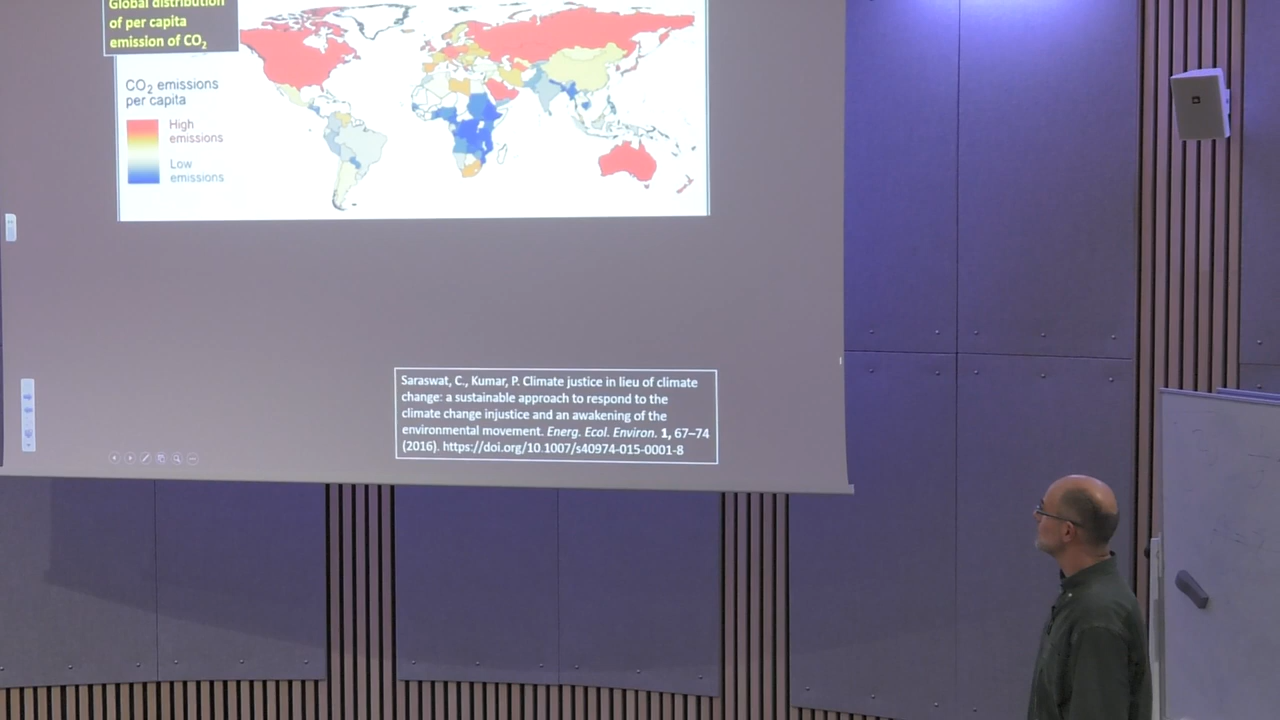 Global distribution
of per capita
emission of CO₂
CO₂ emissions
per capita
High
emissions
Low
emissions
Saraswat, C., Kumar, P. Climate justice in lieu of climate
change: a sustainable approach to respond to the
climate change injustice and an awakening of the
environmental movement. Energ. Ecol. Environ. 1, 67–74
(2016). https://doi.org/10.1007/s40974-015-0001-8